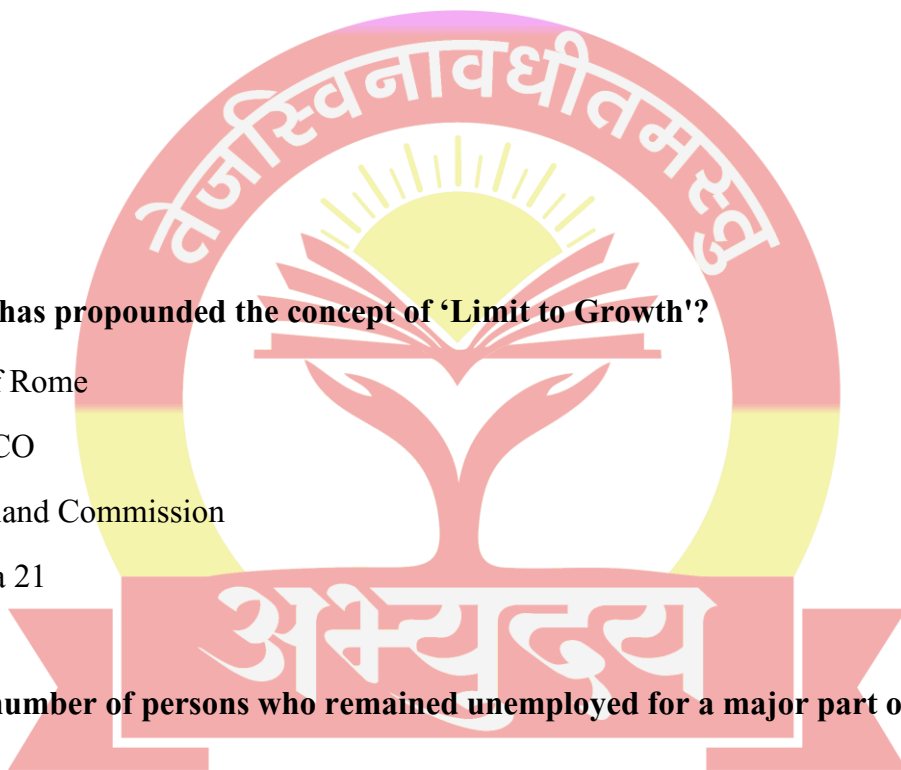 तेजस्विनावधीतमस्तु
has propounded the concept of ‘Limit to Growth'?
f Rome
CO
land Commission
a 21
अभ्युदय
number of persons who remained unemployed for a major part o